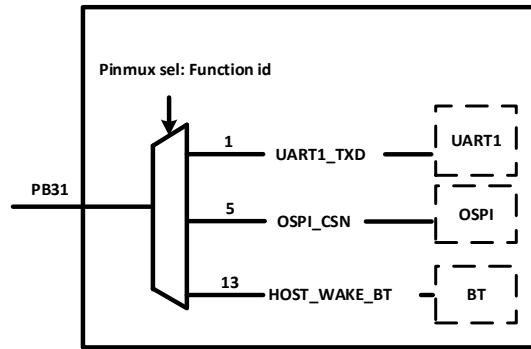 Pinmux sel: Function id
1
UART1_TXD
UART1
PB31
5
OSPI_CSN
OSPI
13
HOST_WAKE_BT
BT